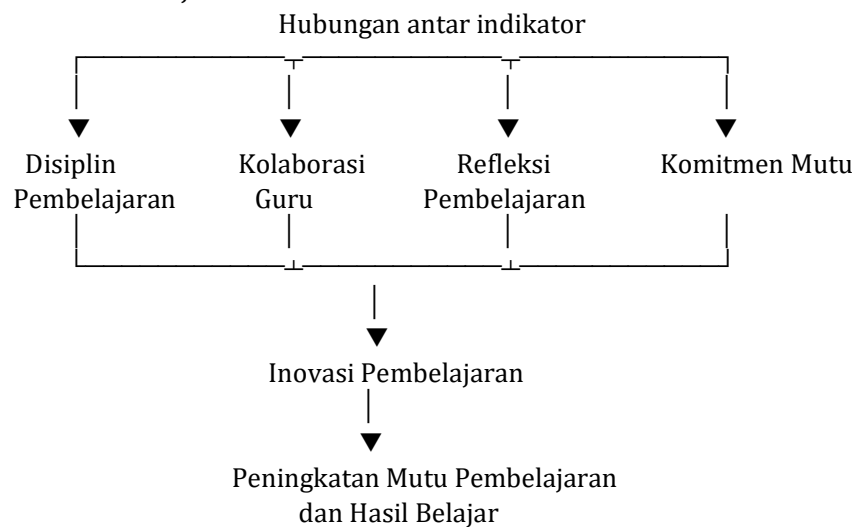 Hubungan antar indikator
Disiplin Kolaborasi Refleksi Komitmen Mutu
Pembelajaran Guru Pembelajaran
Inovasi Pembelajaran
Peningkatan Mutu Pembelajaran
dan Hasil Belajar